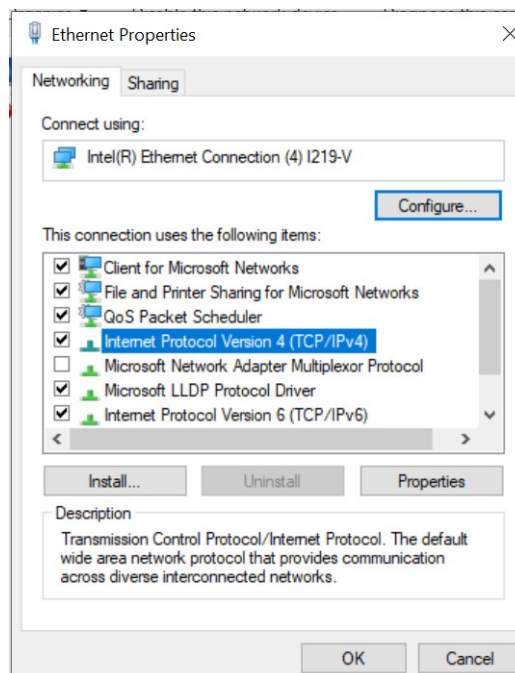 Ethernet Properties
Networking
Sharing
Connect using:
Intel(R) Ethernet Connection (4) I219-V
Configure...
This connection uses the following items:
Client for Microsoft Networks
File and Printer Sharing for Microsoft Networks
QoS Packet Scheduler
Internet Protocol Version 4 (TCP/IPv4)
Microsoft Network Adapter Multiplexor Protocol
Microsoft LLDP Protocol Driver
Internet Protocol Version 6 (TCP/IPv6)
Install...
Uninstall
Properties
Description
Transmission Control Protocol/Internet Protocol. The default
wide area network protocol that provides communication
across diverse interconnected networks.
OK
Cancel